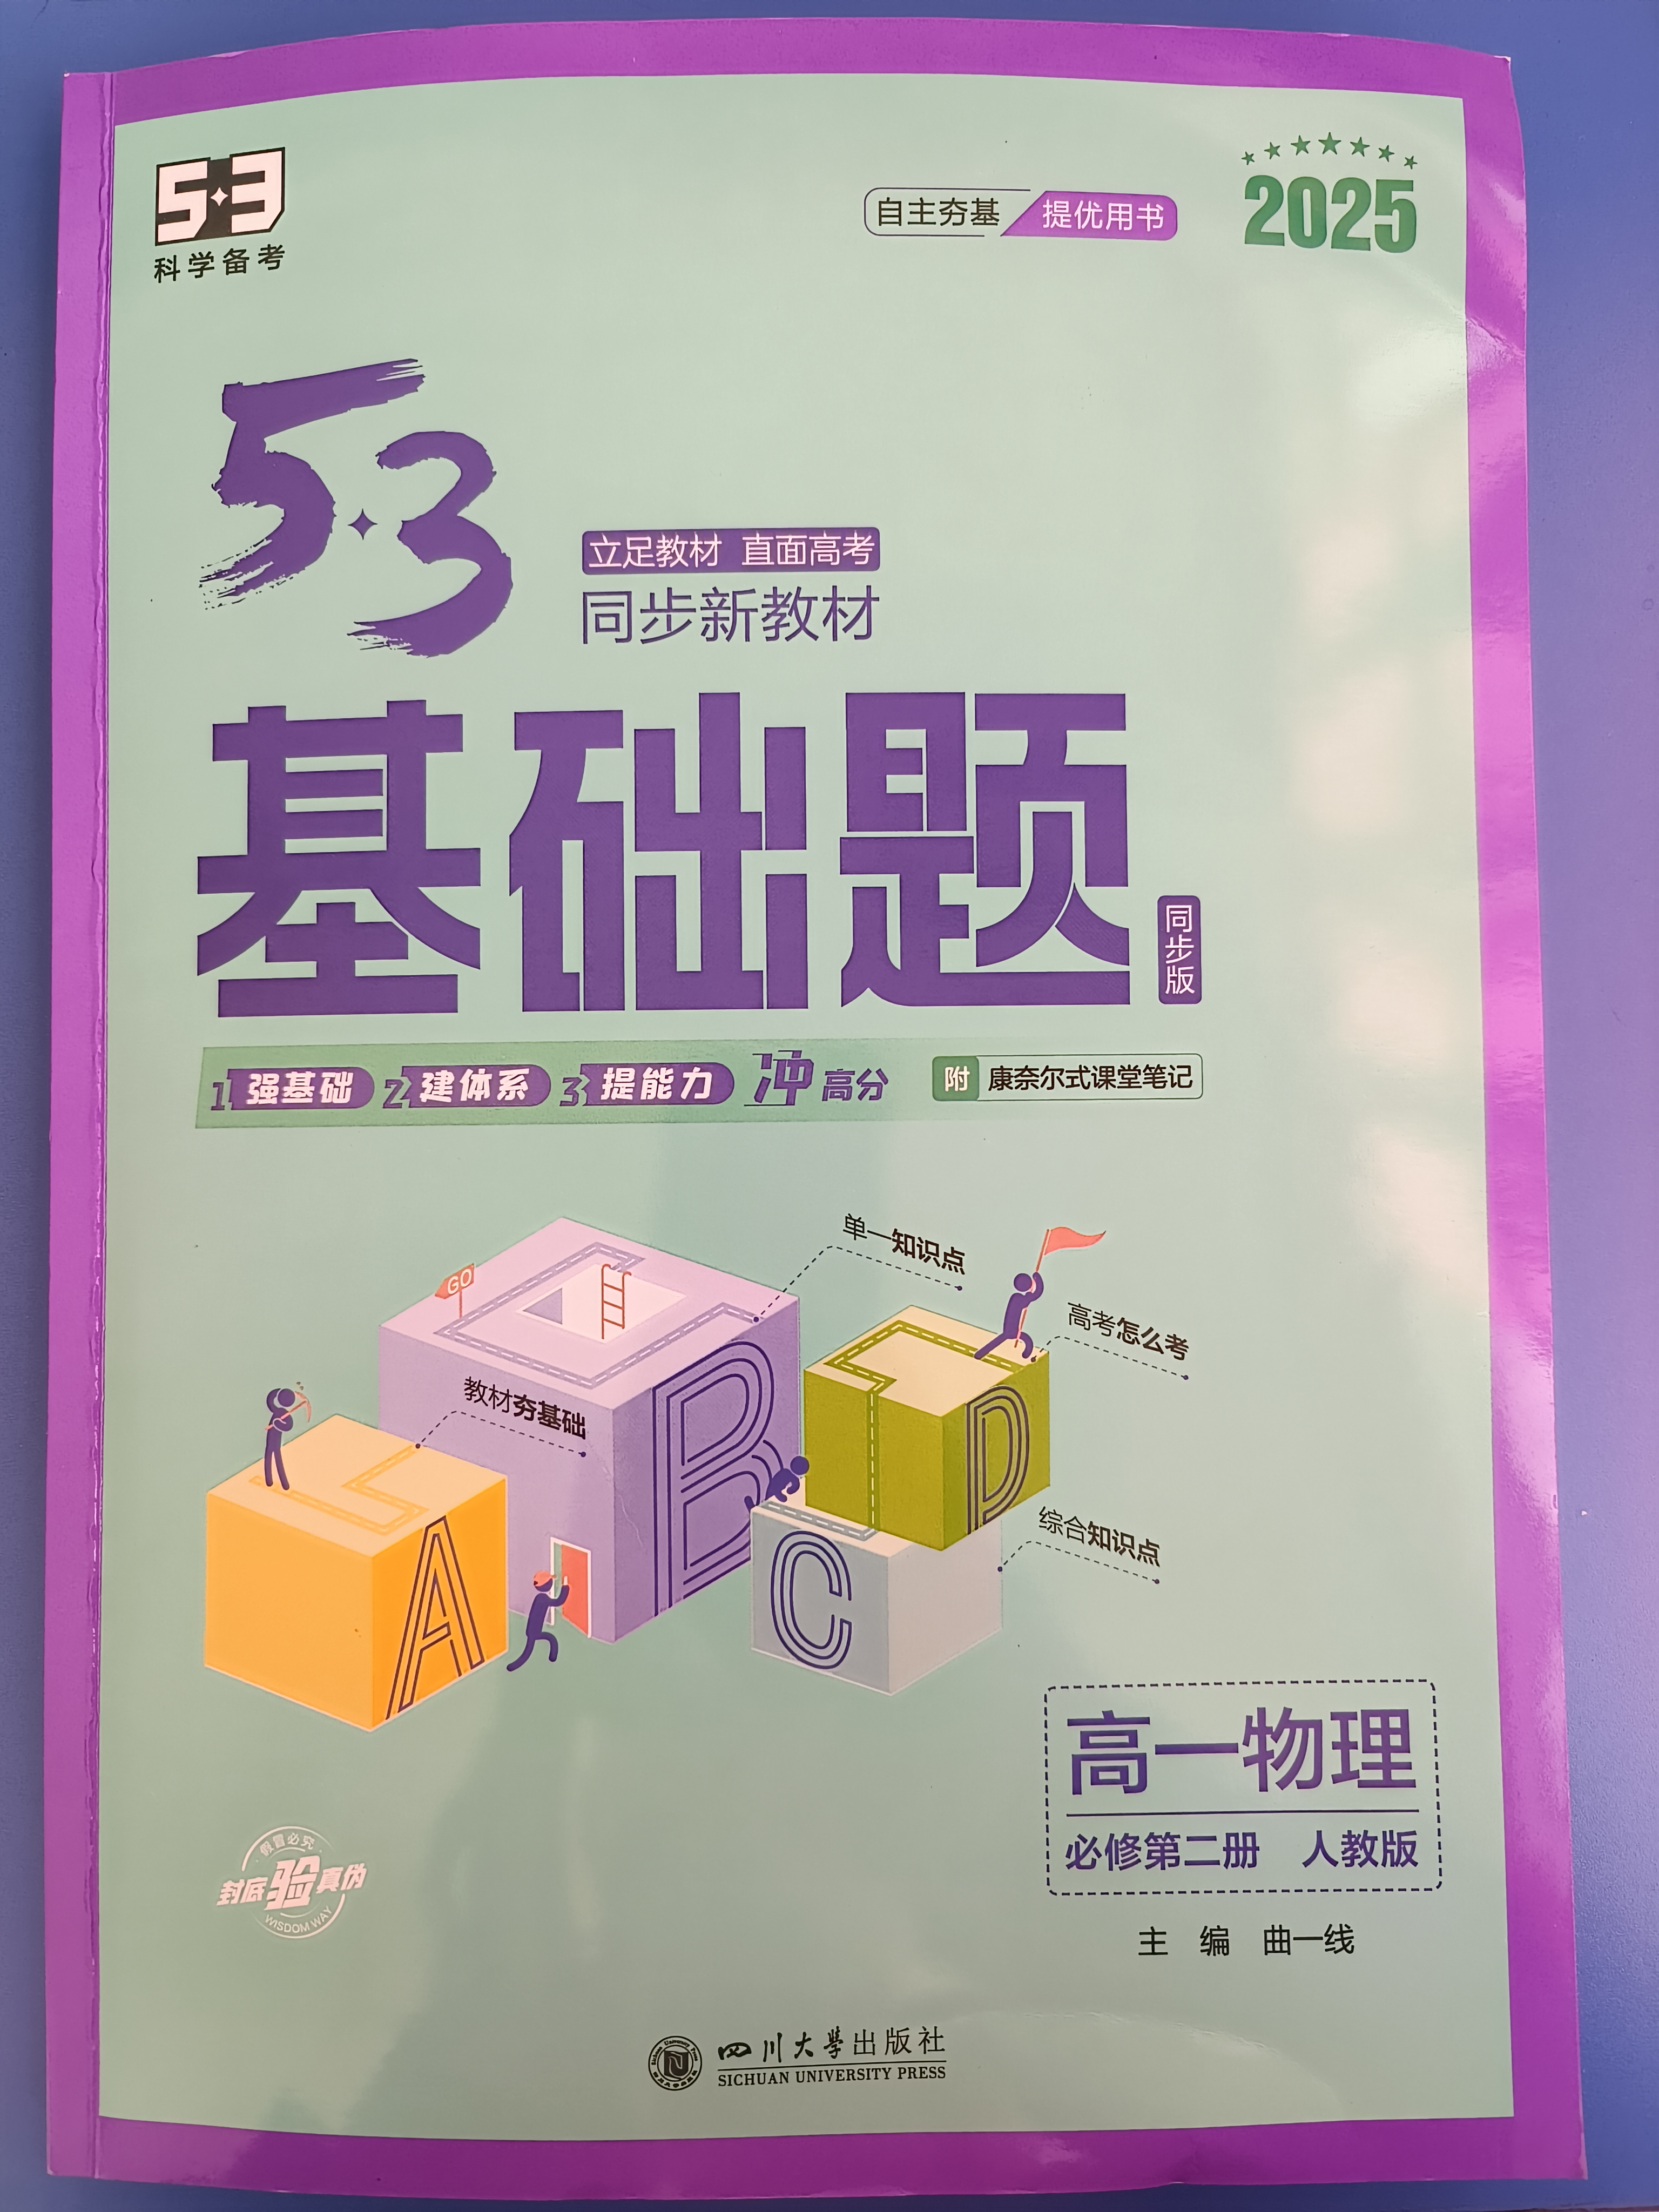 5·3
科学备考
自主夯基 提优用书
2025
5·3
立足教材 直面高考
同步新教材
基础题
同步版
1 强基础 2 建体系 3 提能力 冲高分
附 康奈尔式课堂笔记
单一知识点
GO
高考怎么考
教材夯基础
B
D
综合知识点
A
C
高一物理
必修第二册 人教版
假冒必究
封底验真伪
WISDOM WAY
主 编 曲一线
四川大学出版社
SICHUAN UNIVERSITY PRESS